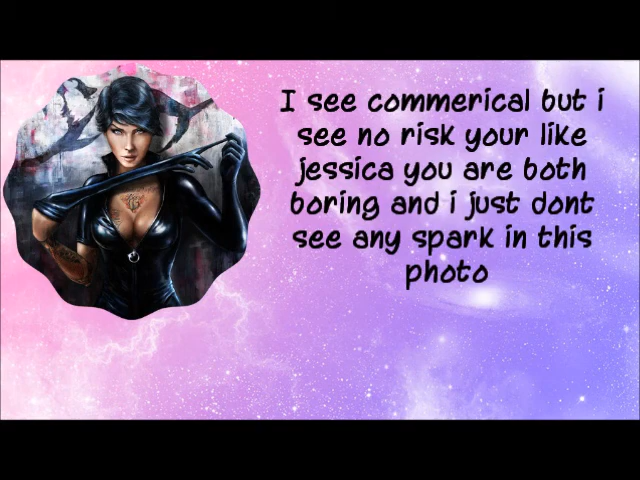 I see commerical but i
see no risk your like
jessica you are both
boring and i just dont
see any spark in this
photo